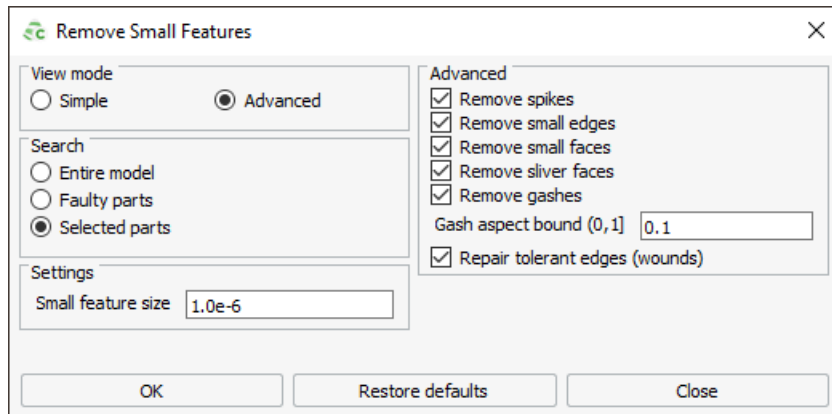 Remove Small Features
View mode
Simple
Advanced
Search
Entire model
Faulty parts
Selected parts
Settings
Small feature size
1.0e-6
Advanced
Remove spikes
Remove small edges
Remove small faces
Remove sliver faces
Remove gashes
Gash aspect bound (0,1]
0.1
Repair tolerant edges (wounds)
OK
Restore defaults
Close